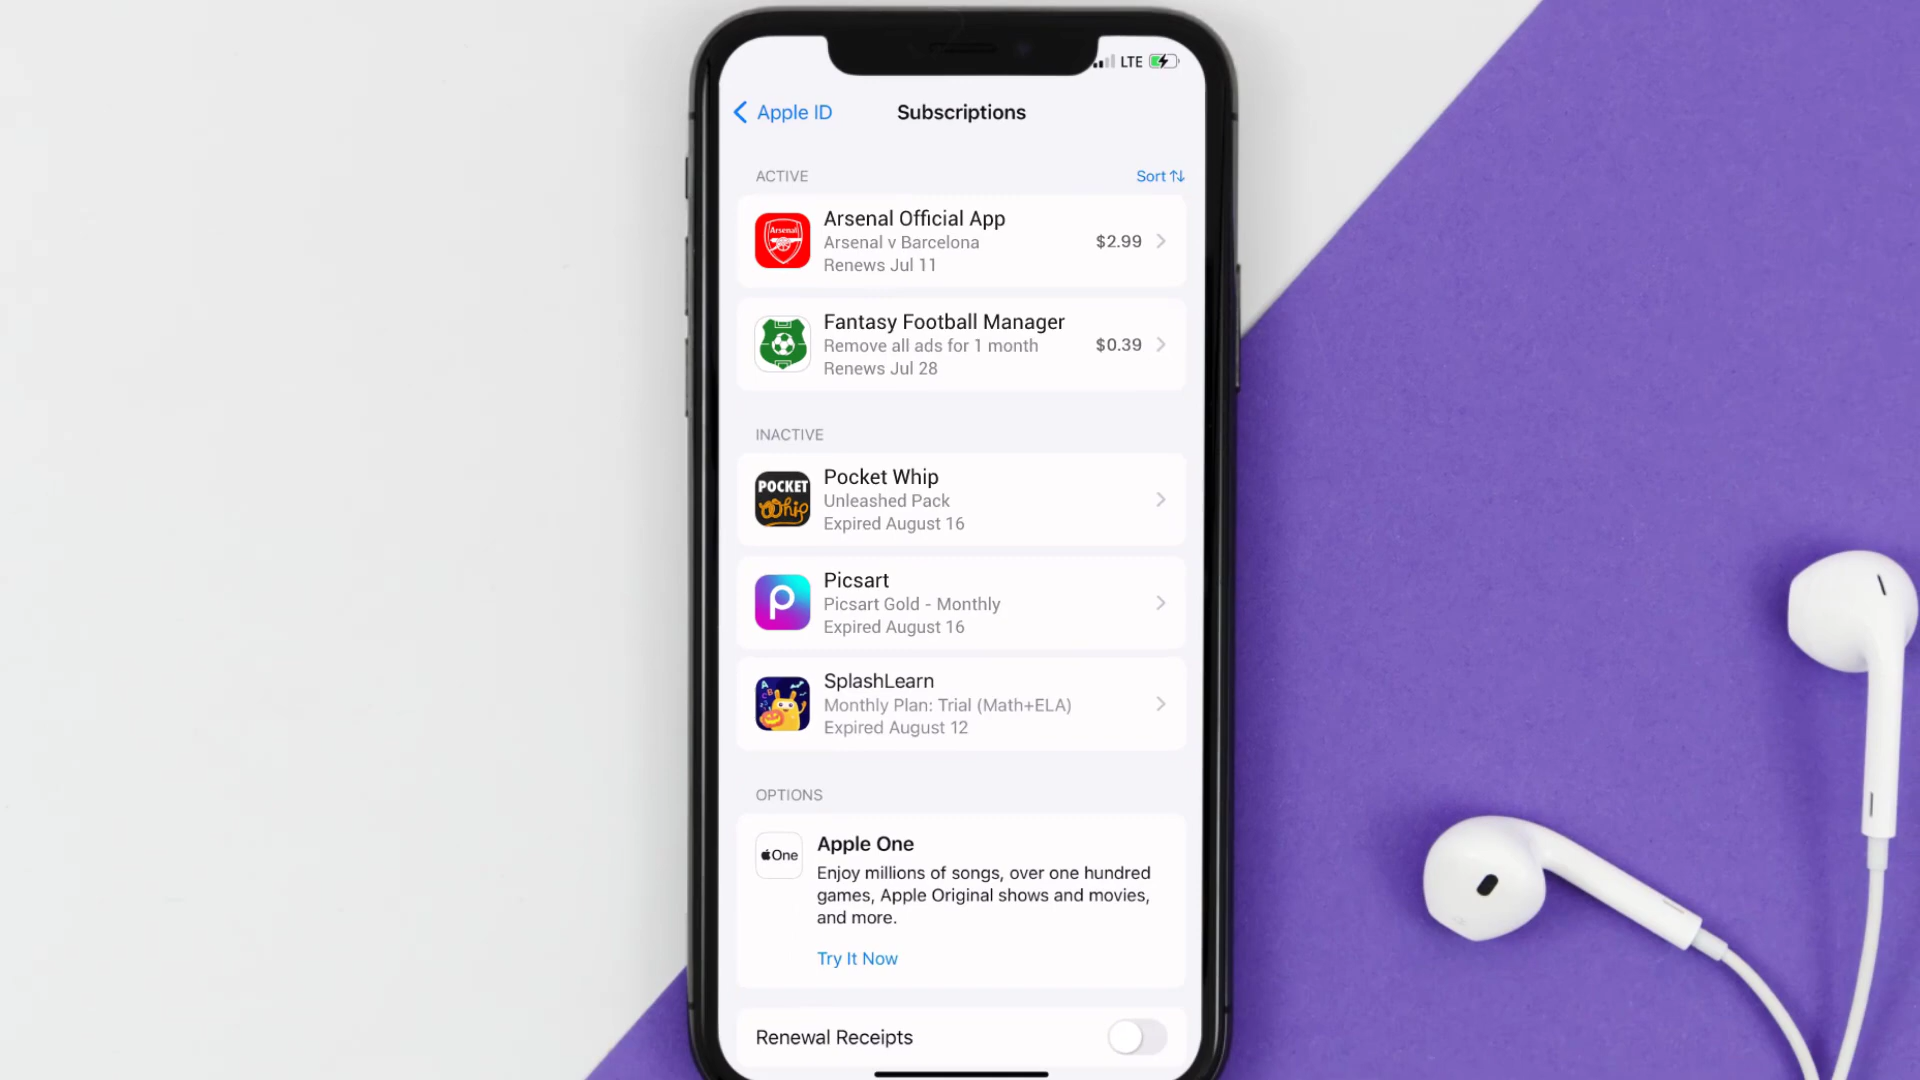 LTE
Apple ID
Subscriptions
ACTIVE
Sort
Arsenal
Arsenal Official App
Arsenal v Barcelona
Renews Jul 11
$2.99
Fantasy Football Manager
Remove all ads for 1 month
Renews Jul 28
$0.39
INACTIVE
POCKET
Whip
Pocket Whip
Unleashed Pack
Expired August 16
P
Picsart
Picsart Gold - Monthly
Expired August 16
A
B
C
SplashLearn
Monthly Plan: Trial (Math+ELA)
Expired August 12
OPTIONS
One
Apple One
Enjoy millions of songs, over one hundred
games, Apple Original shows and movies,
and more.
Try It Now
Renewal Receipts